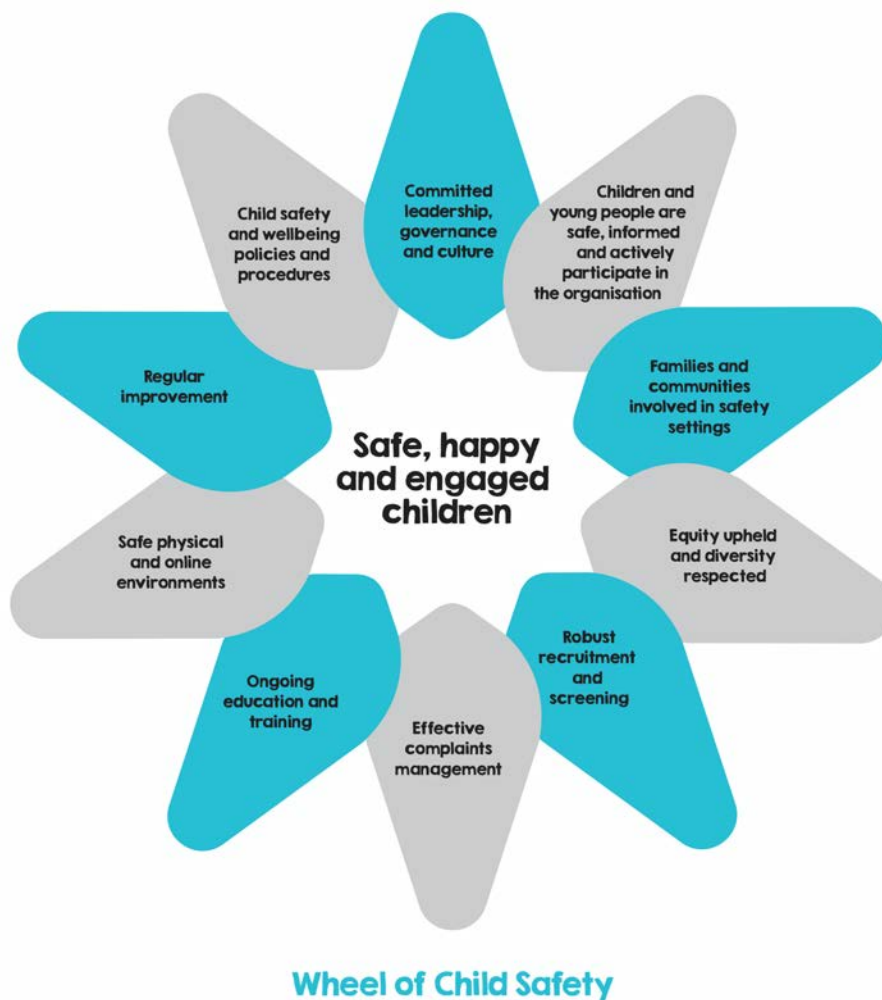 Committed
leadership,
governance
and culture
Children and
young people are
safe, informed
and actively
participate in
the organisation
Families and
communities
involved in safety
settings
Equity upheld
and diversity
respected
Robust
recruitment
and
screening
Effective
complaints
management
Ongoing
education and
training
Safe physical
and online
environments
Regular
improvement
Child safety
and wellbeing
policies and
procedures
Safe, happy
and engaged
children
Wheel of Child Safety